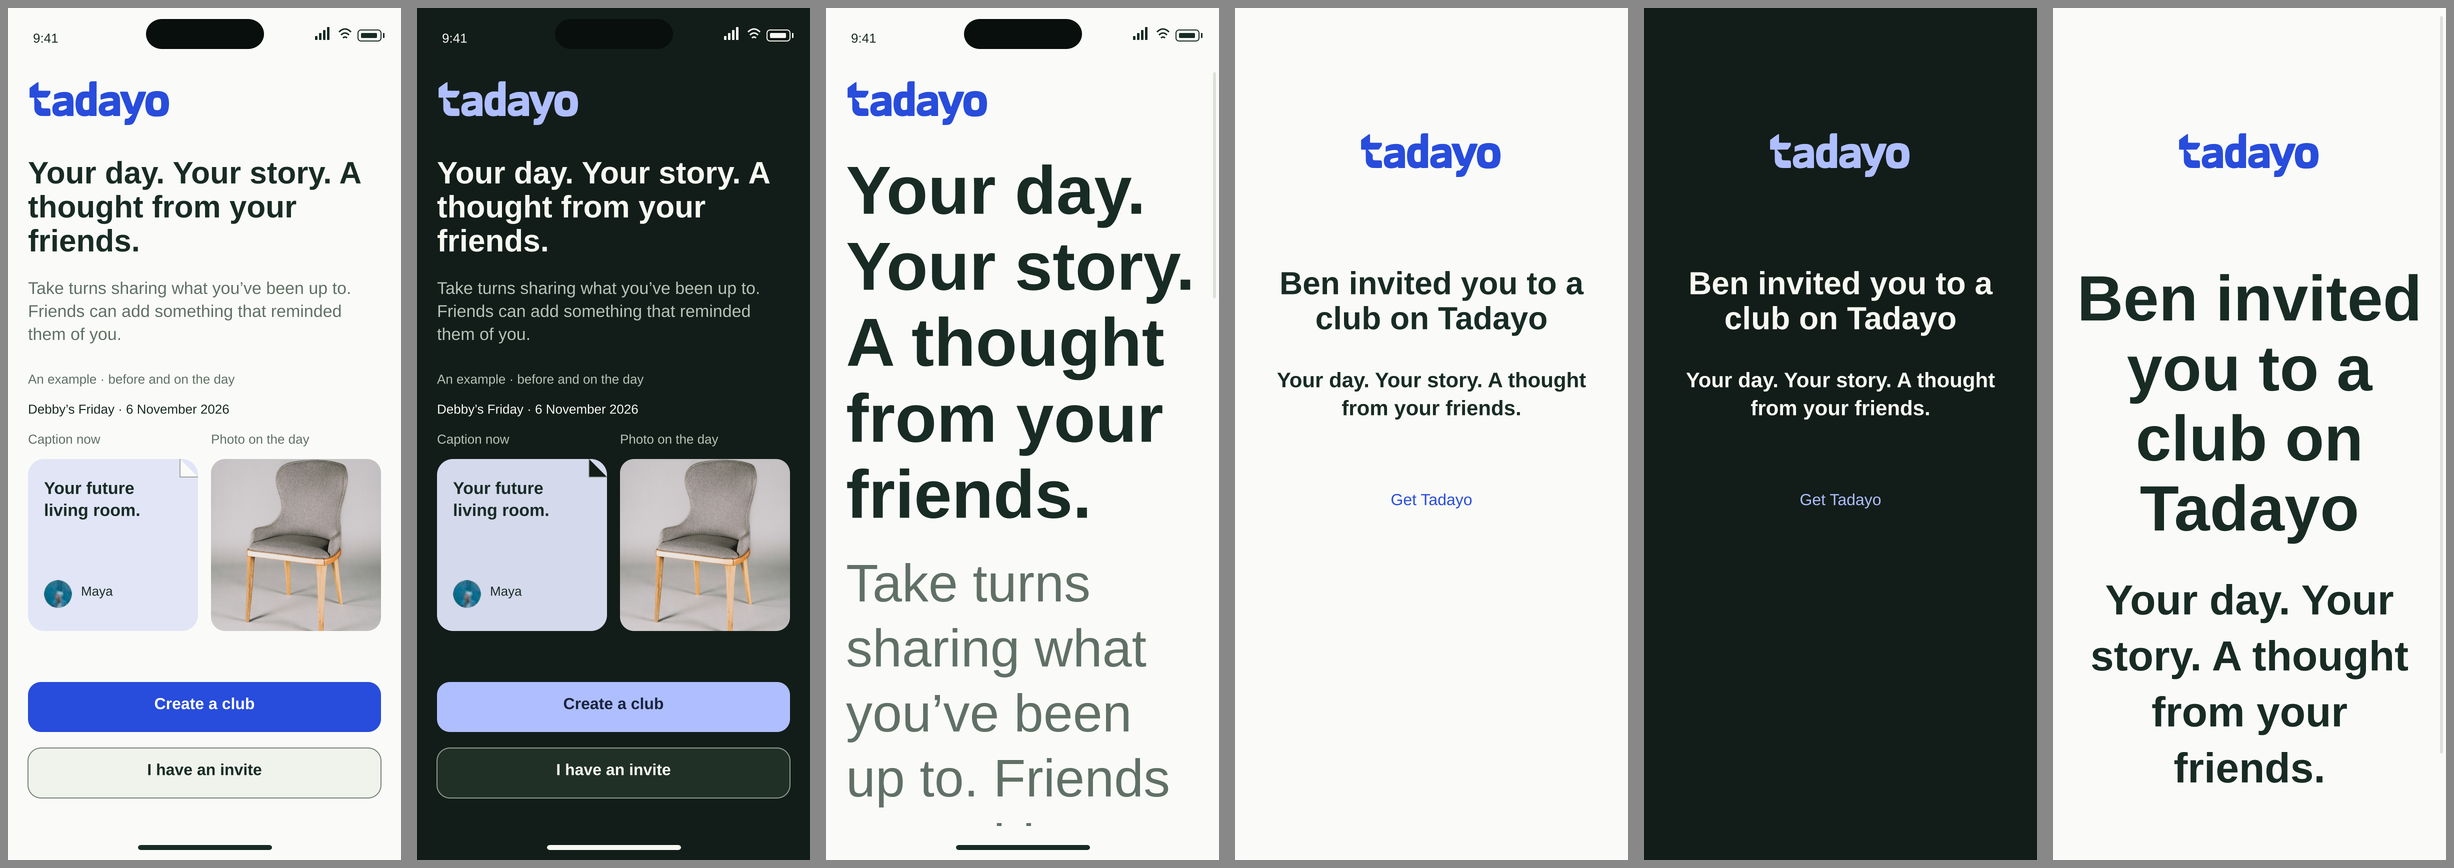 9:41
tadayo
Your day. Your story. A
thought from your
friends.
Take turns sharing what you’ve been up to.
Friends can add something that reminded
them of you.
An example · before and on the day
Debby’s Friday · 6 November 2026
Caption now
Photo on the day
Your future
living room.
Maya
Create a club
I have an invite
9:41
tadayo
Your day. Your story. A
thought from your
friends.
Take turns sharing what you’ve been up to.
Friends can add something that reminded
them of you.
An example · before and on the day
Debby’s Friday · 6 November 2026
Caption now
Photo on the day
Your future
living room.
Maya
Create a club
I have an invite
9:41
tadayo
Your day.
Your story.
A thought
from your
friends.
Take turns
sharing what
you’ve been
up to. Friends
tadayo
Ben invited you to a
club on Tadayo
Your day. Your story. A thought
from your friends.
Get Tadayo
tadayo
Ben invited you to a
club on Tadayo
Your day. Your story. A thought
from your friends.
Get Tadayo
tadayo
Ben invited
you to a
club on
Tadayo
Your day. Your
story. A thought
from your
friends.